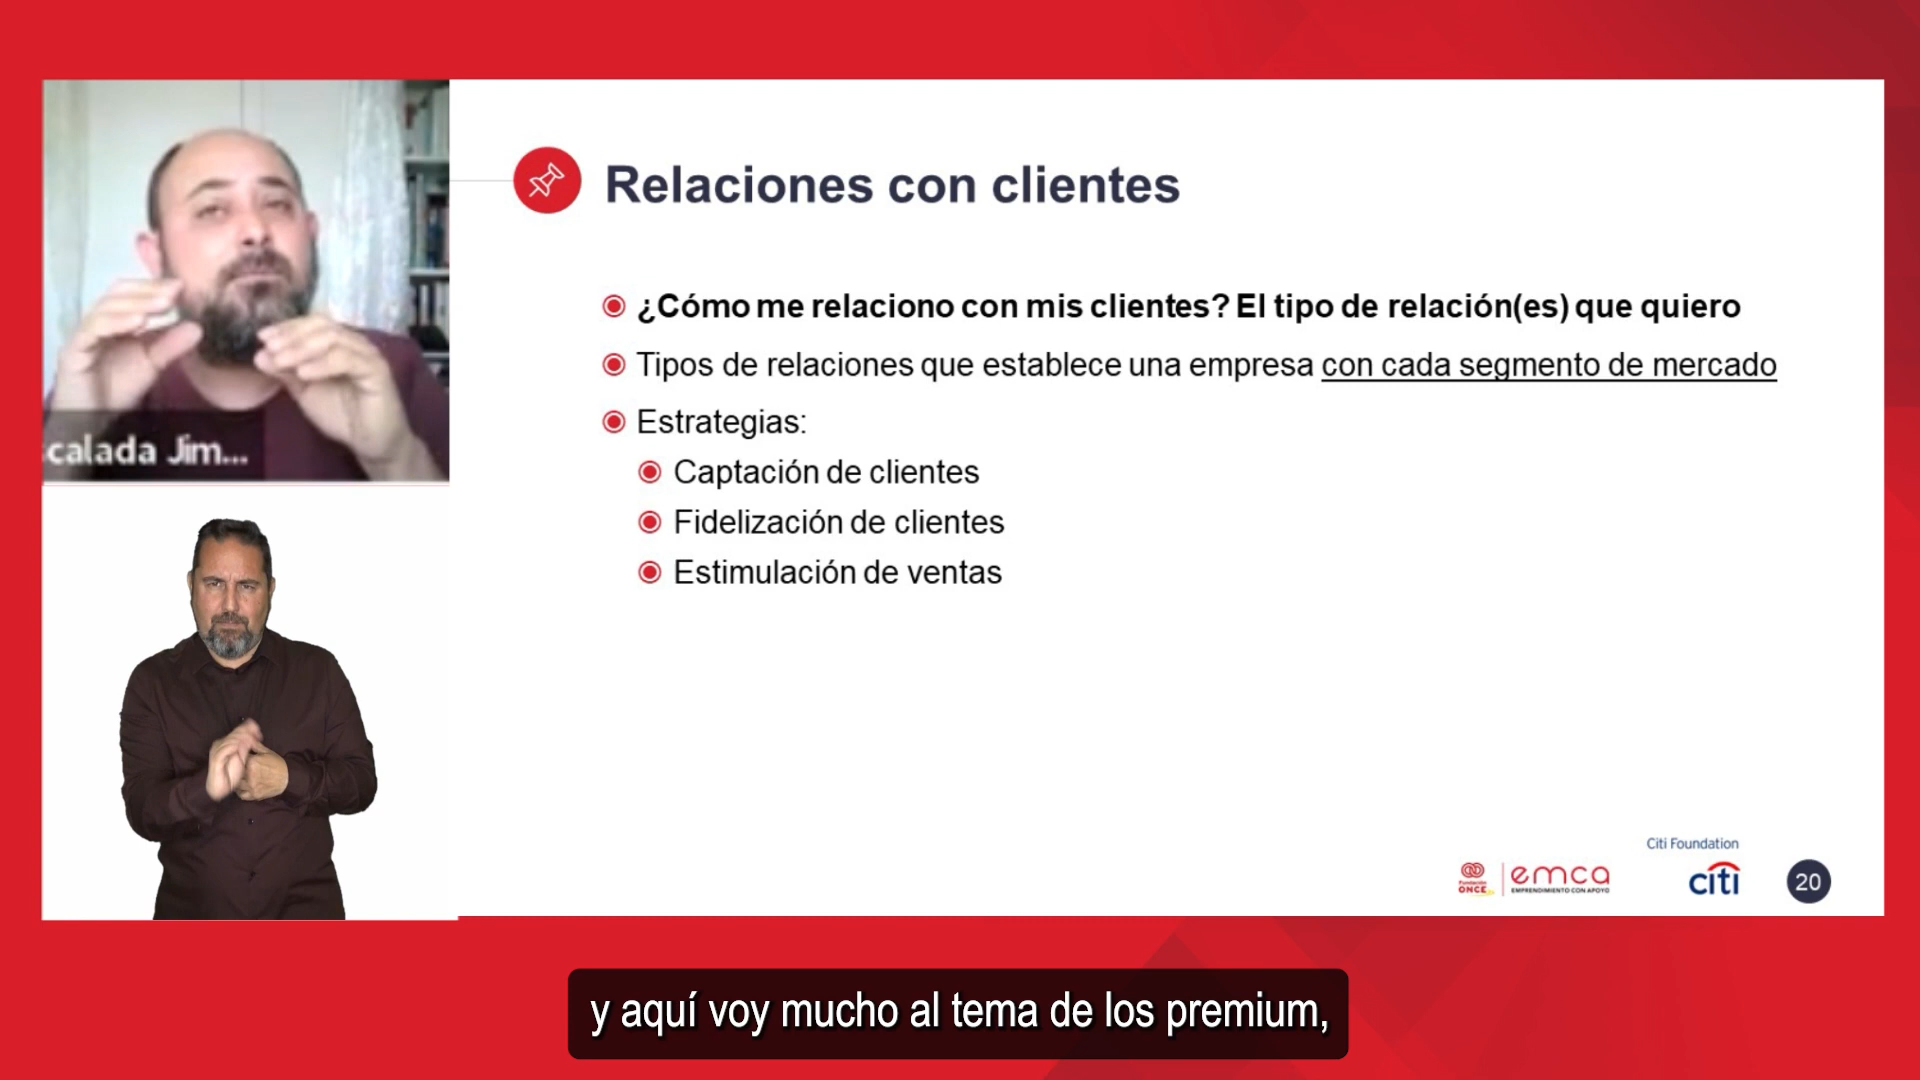 Relaciones con clientes
¿Cómo me relaciono con mis clientes? El tipo de relación(es) que quiero
Tipos de relaciones que establece una empresa con cada segmento de mercado
Estrategias:
Captación de clientes
Fidelización de clientes
Estimulación de ventas
calada Jim...
Citi Foundation
Fundación
ONCE
emca
EMPRENDIMIENTO CON APOYO
citi
20
y aquí voy mucho al tema de los premium,